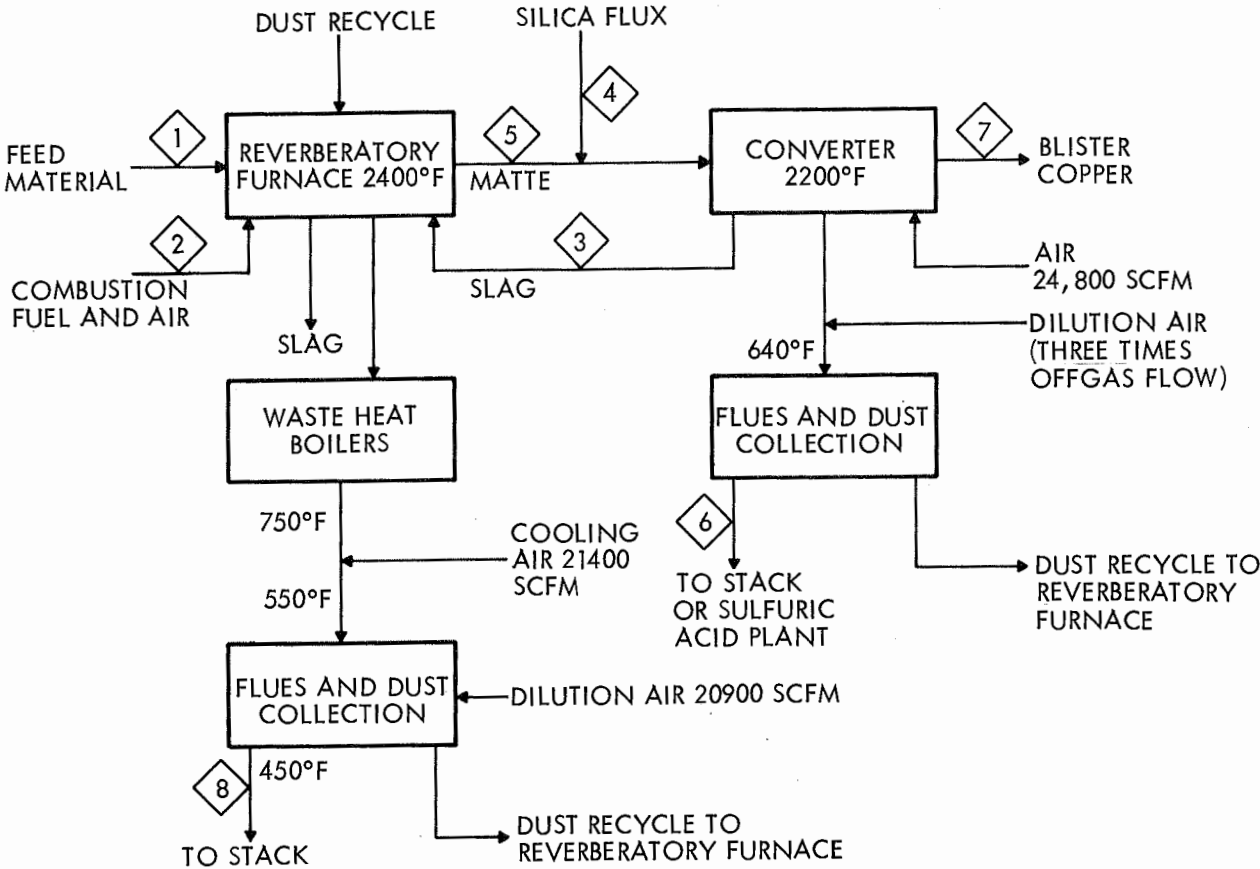 DUST RECYCLE
SILICA FLUX
4
1
5
7
FEED
MATERIAL
REVERBERATORY
FURNACE 2400°F
MATTE
CONVERTER
2200°F
BLISTER
COPPER
2
3
COMBUSTION
FUEL AND AIR
SLAG
AIR
24,800 SCFM
SLAG
640°F
DILUTION AIR
(THREE TIMES
OFFGAS FLOW)
WASTE HEAT
BOILERS
FLUES AND DUST
COLLECTION
750°F
6
COOLING
AIR 21400
SCFM
550°F
TO STACK
OR SULFURIC
ACID PLANT
DUST RECYCLE TO
REVERBERATORY
FURNACE
FLUES AND DUST
COLLECTION
DILUTION AIR 20900 SCFM
8
450°F
TO STACK
DUST RECYCLE TO
REVERBERATORY FURNACE